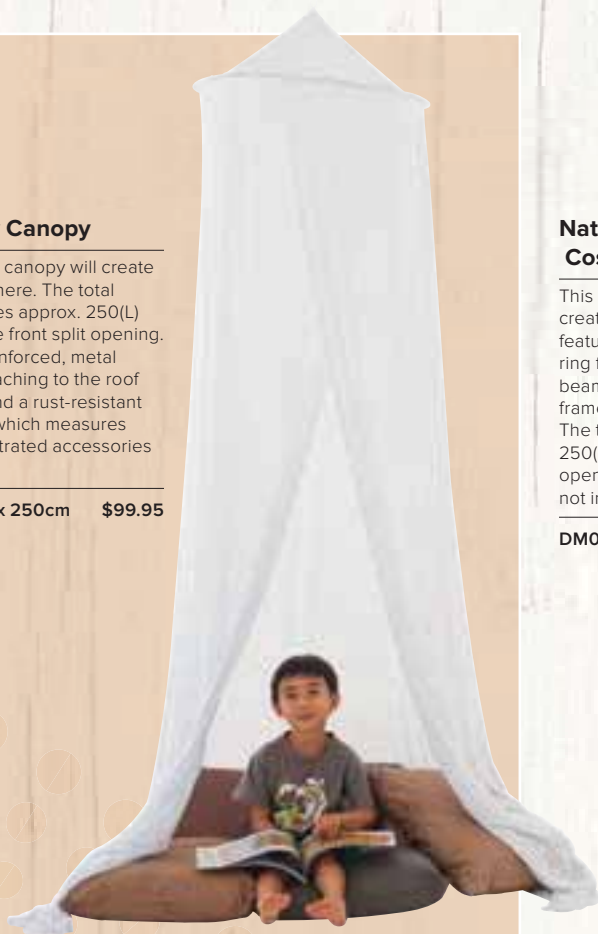 Canopy
canopy will create
here. The total
es approx. 250(L)
e front split opening.
nforced, metal
aching to the roof
nd a rust-resistant
which measures
trated accessories
x 250cm $99.95
Nat
Cos
This
creat
featu
ring f
beam
frame
The t
250(
open
not in
DM0